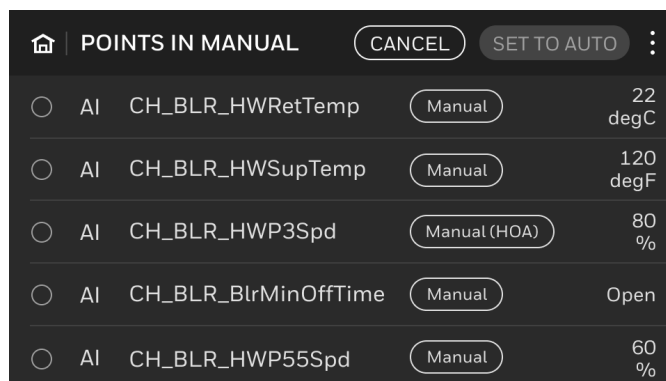 POINTS IN MANUAL CANCEL SET TO AUTO
AI CH_BLR_HWRetTemp Manual 22 degC
AI CH_BLR_HWSupTemp Manual 120 degF
AI CH_BLR_HWP3Spd Manual (HOA) 80 %
AI CH_BLR_BlrMinOffTime Manual Open
AI CH_BLR_HWP55Spd Manual 60 %